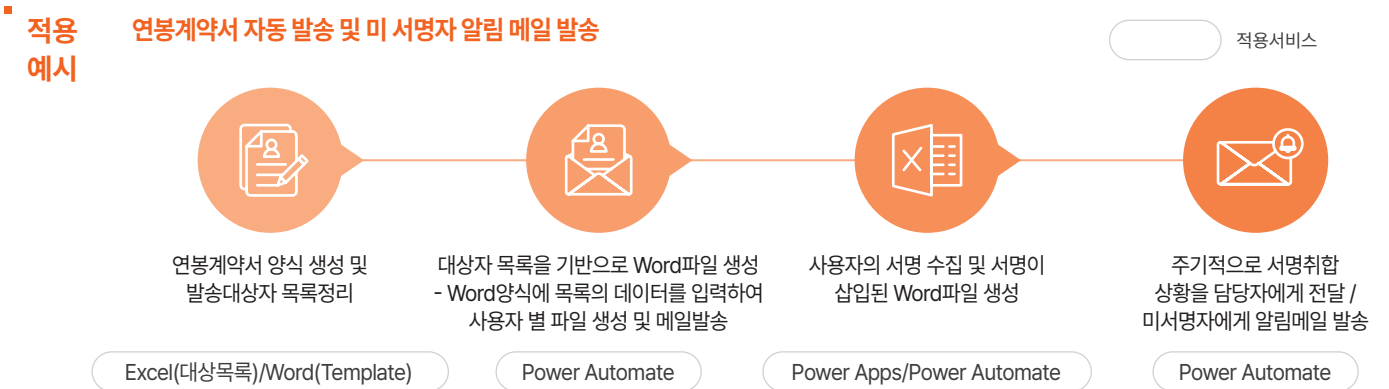 적용
예시
연봉계약서 자동 발송 및 미 서명자 알림 메일 발송
적용서비스
연봉계약서 양식 생성 및
발송대상자 목록정리
Excel(대상목록)/Word(Template)
대상자 목록을 기반으로 Word파일 생성
- Word양식에 목록의 데이터를 입력하여
사용자 별 파일 생성 및 메일발송
Power Automate
X
사용자의 서명 수집 및 서명이
삽입된 Word파일 생성
Power Apps/Power Automate
주기적으로 서명취합
상황을 담당자에게 전달 /
미서명자에게 알림메일 발송
Power Automate